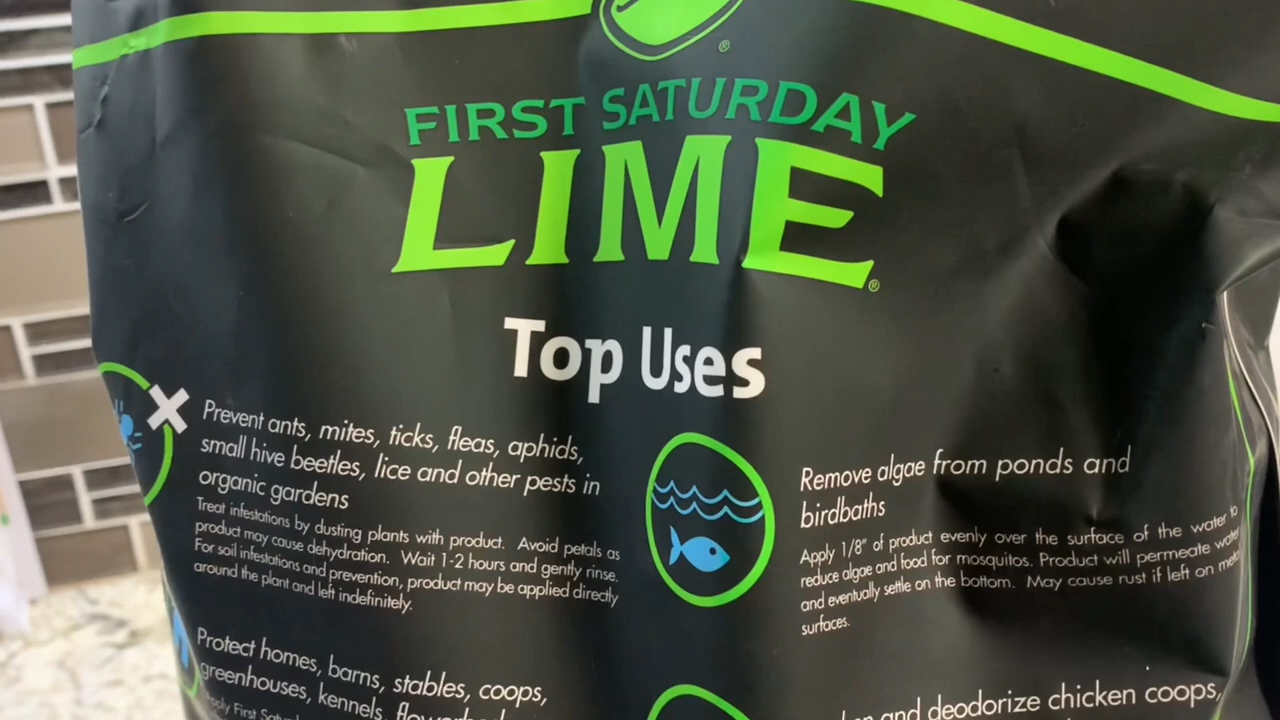 FIRST SATURDAY
LIME®
Top Uses
Prevent ants, mites, ticks, fleas, aphids,
small hive beetles, lice and other pests in
organic gardens
Treat infestations by dusting plants with product. Avoid petals as
product may cause dehydration. Wait 1-2 hours and gently rinse.
For soil infestations and prevention, product may be applied directly
around the plant and left indefinitely.
Protect homes, barns, stables, coops,
greenhouses, kennels,
Remove algae from ponds and
birdbaths
Apply 1/8" of product evenly over the surface of the water to
reduce algae and food for mosquitos. Product will permeate water
and eventually settle on the bottom. May cause rust if left on
surfaces.
and deodorize chicken coops,